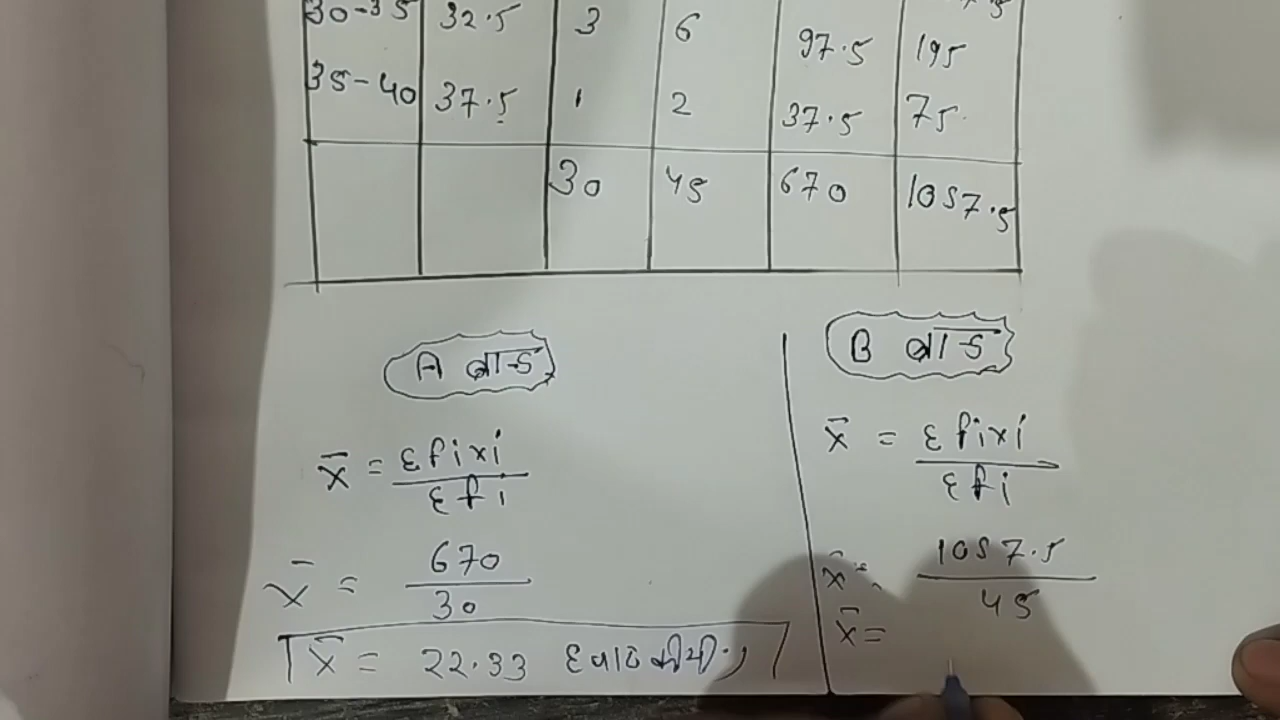 30-35 32.5 3 6 97.5 195
35-40 37.5 1 2 37.5 75
30 45 670 1057.5
A ब्रान्ड
x̄ = Σfixi / Σfi
x̄ = 670 / 30
x̄ = 22.33
B ब्रान्ड
x̄ = Σfixi / Σfi
x̄ = 1057.5 / 45
x̄ =